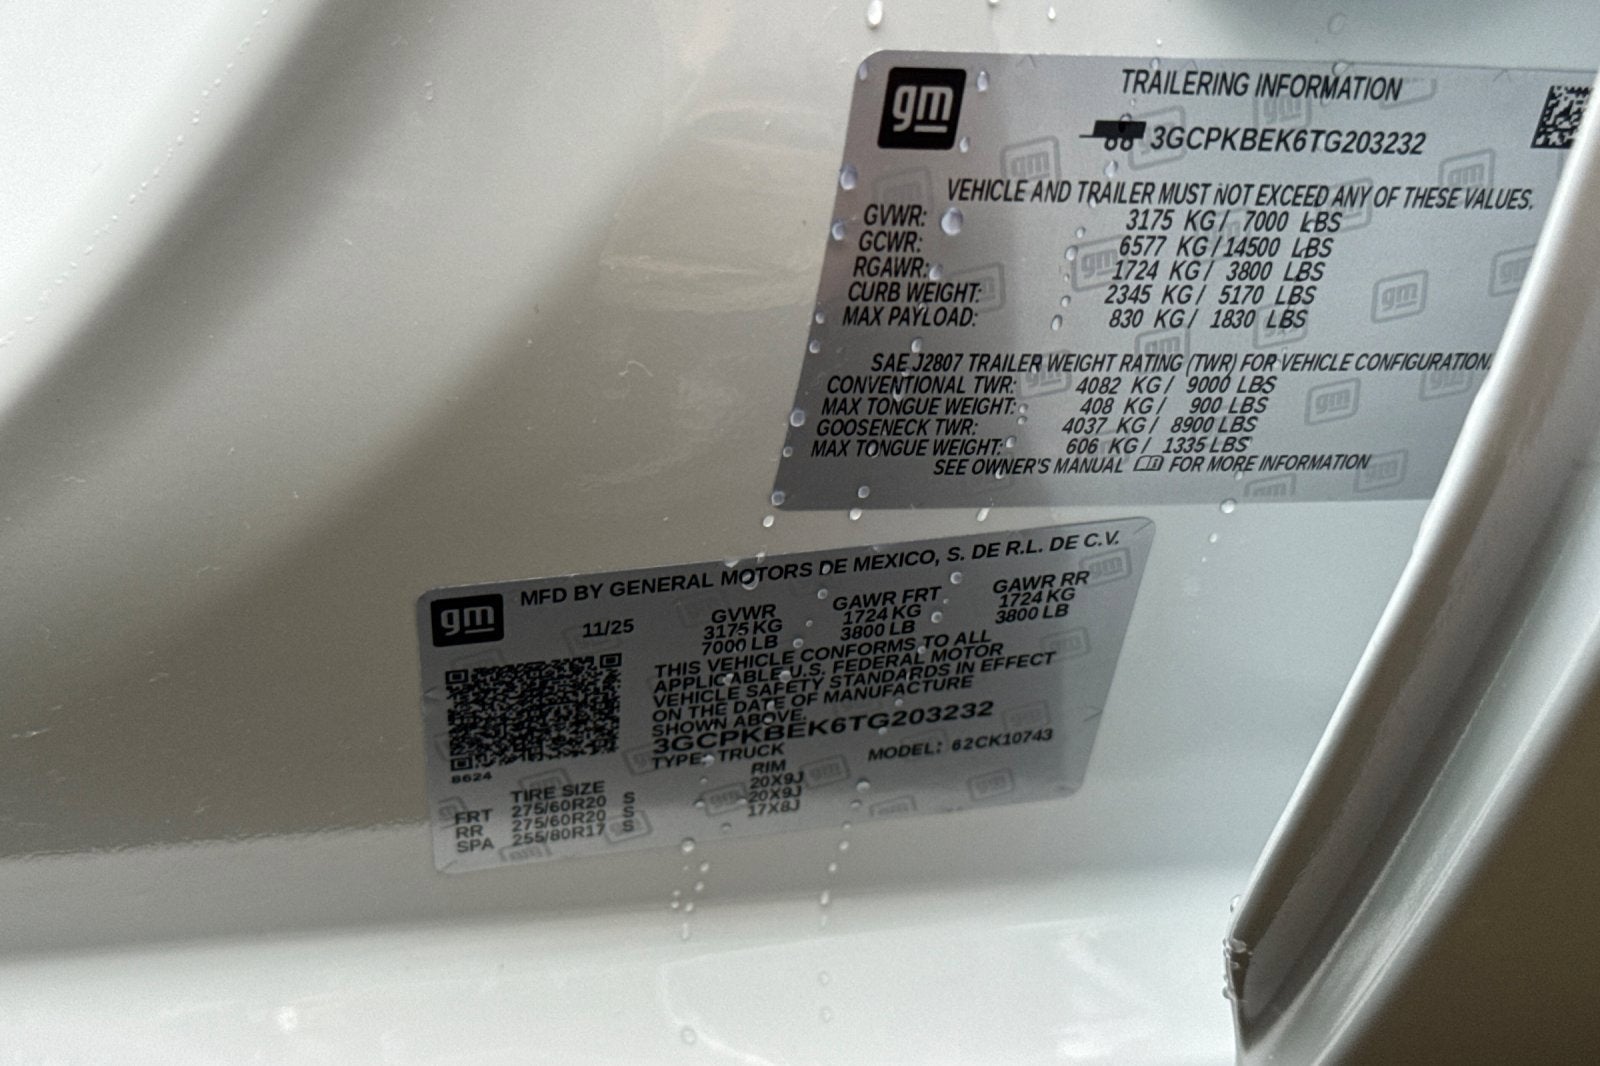 gm
TRAILERING INFORMATION
3GCPKBEK6TG203232
VEHICLE AND TRAILER MUST NOT EXCEED ANY OF THESE VALUES.
GVWR: 3175 KG / 7000 LBS
GCWR: 6577 KG / 14500 LBS
RGAWR: 1724 KG / 3800 LBS
CURB WEIGHT: 2345 KG / 5170 LBS
MAX PAYLOAD: 830 KG / 1830 LBS
SAE J2807 TRAILER WEIGHT RATING (TWR) FOR VEHICLE CONFIGURATION.
CONVENTIONAL TWR: 4082 KG / 9000 LBS
MAX TONGUE WEIGHT: 408 KG / 900 LBS
GOOSENECK TWR: 4037 KG / 8900 LBS
MAX TONGUE WEIGHT: 606 KG / 1335 LBS
SEE OWNER'S MANUAL FOR MORE INFORMATION
gm
MFD BY GENERAL MOTORS DE MEXICO, S. DE R.L. DE C.V.
11/25 GVWR GAWR FRT GAWR RR
3175 KG 1724 KG 1724 KG
7000 LB 3800 LB 3800 LB
THIS VEHICLE CONFORMS TO ALL
APPLICABLE U.S. FEDERAL MOTOR
VEHICLE SAFETY STANDARDS IN EFFECT
ON THE DATE OF MANUFACTURE
SHOWN ABOVE.
3GCPKBEK6TG203232
TYPE: TRUCK MODEL: 62CK10743
8624
TIRE SIZE RIM
FRT 275/60R20 S 20X9J
RR 275/60R20 S 20X9J
SPA 255/80R17 S 17X8J